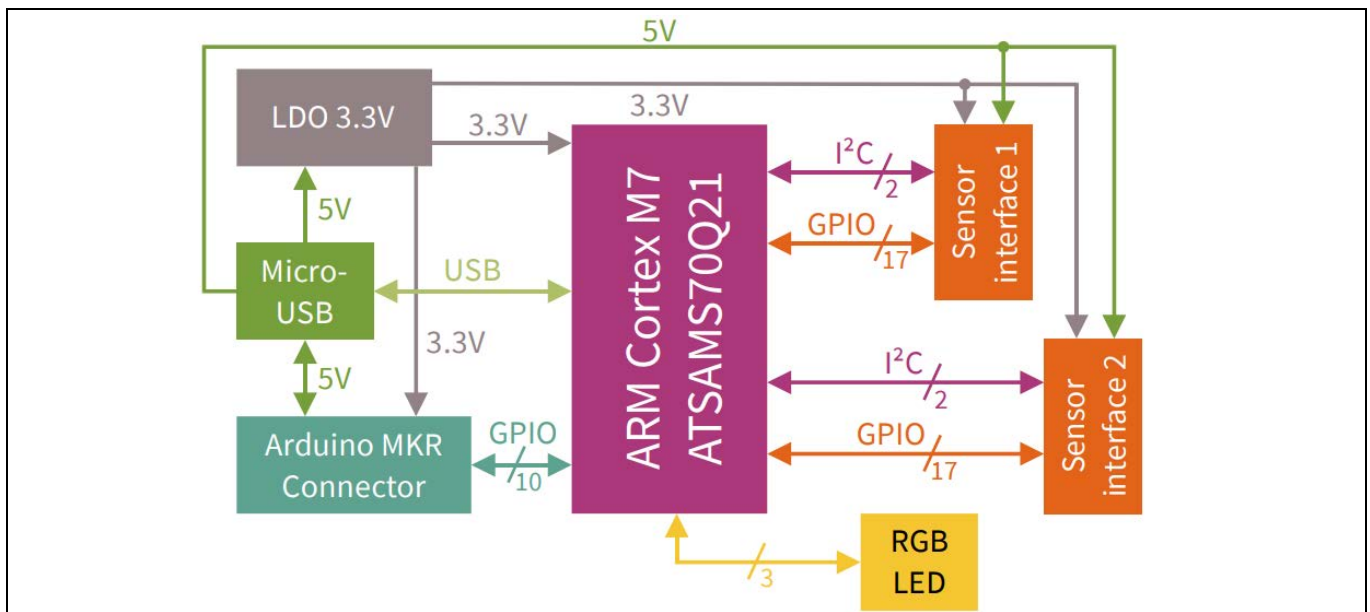 5V
LDO 3.3V
3.3V
3.3V
5V
Micro-
USB
USB
3.3V
5V
Arduino MKR
Connector
GPIO
10
ARM Cortex M7
ATSAMS70Q21
I²C
2
GPIO
17
Sensor
interface 1
I²C
2
GPIO
17
Sensor
interface 2
3
RGB
LED